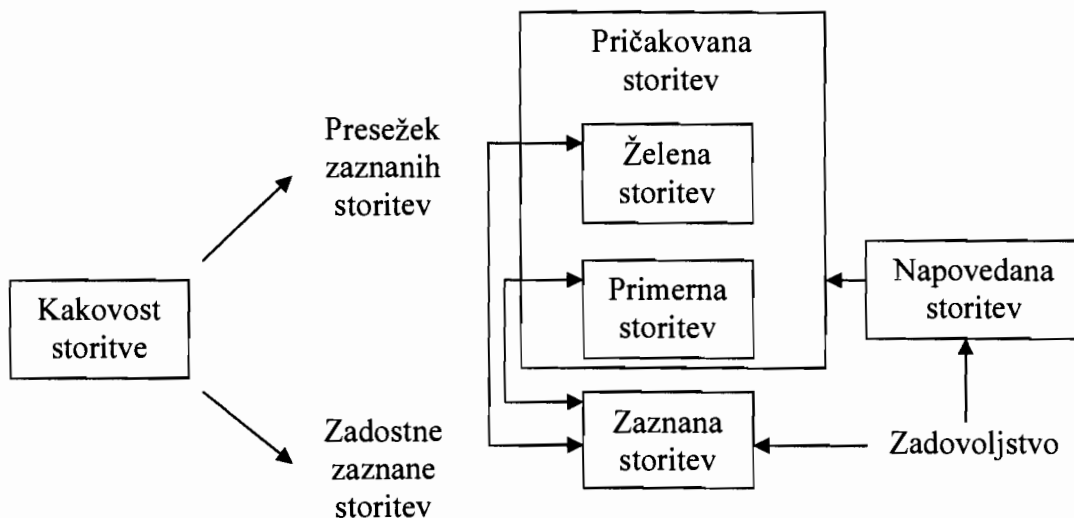 Pričakovana
storitev
Presežek
zaznanih
storitev
Želena
storitev
Kakovost
storitve
Primerna
storitev
Napovedana
storitev
Zadostne
zaznane
storitev
Zaznana
storitev
Zadovoljstvo